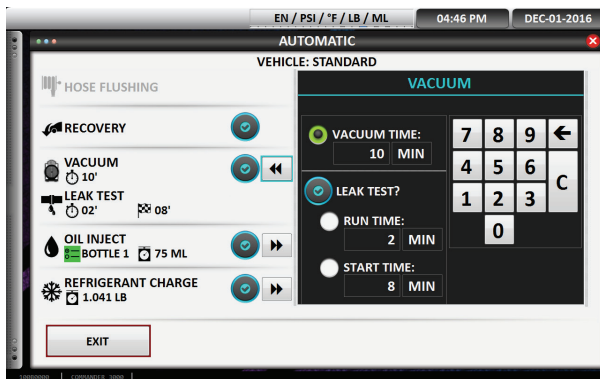 EN / PSI / °F / LB / ML 04:46 PM DEC-01-2016
AUTOMATIC
VEHICLE: STANDARD
HOSE FLUSHING
RECOVERY
VACUUM
10'
LEAK TEST
02' 08'
OIL INJECT
BOTTLE 1 75 ML
REFRIGERANT CHARGE
1.041 LB
EXIT
VACUUM
VACUUM TIME:
10 MIN
LEAK TEST?
RUN TIME:
2 MIN
START TIME:
8 MIN
7 8 9 ←
4 5 6 C
1 2 3
0
100B0000 | COMMANDER 3000 |